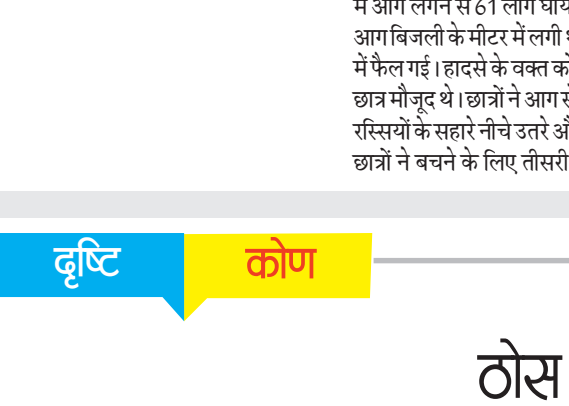 में आग लगने से 61 लोग घाय
आग बिजली के मीटर में लगी थ
में फैल गई। हादसे के वक्त को
छात्र मौजूद थे। छात्रों ने आग से
रस्सियों के सहारे नीचे उतरे औ
छात्रों ने बचने के लिए तीसरी
दृष्टि कोण
ठोस